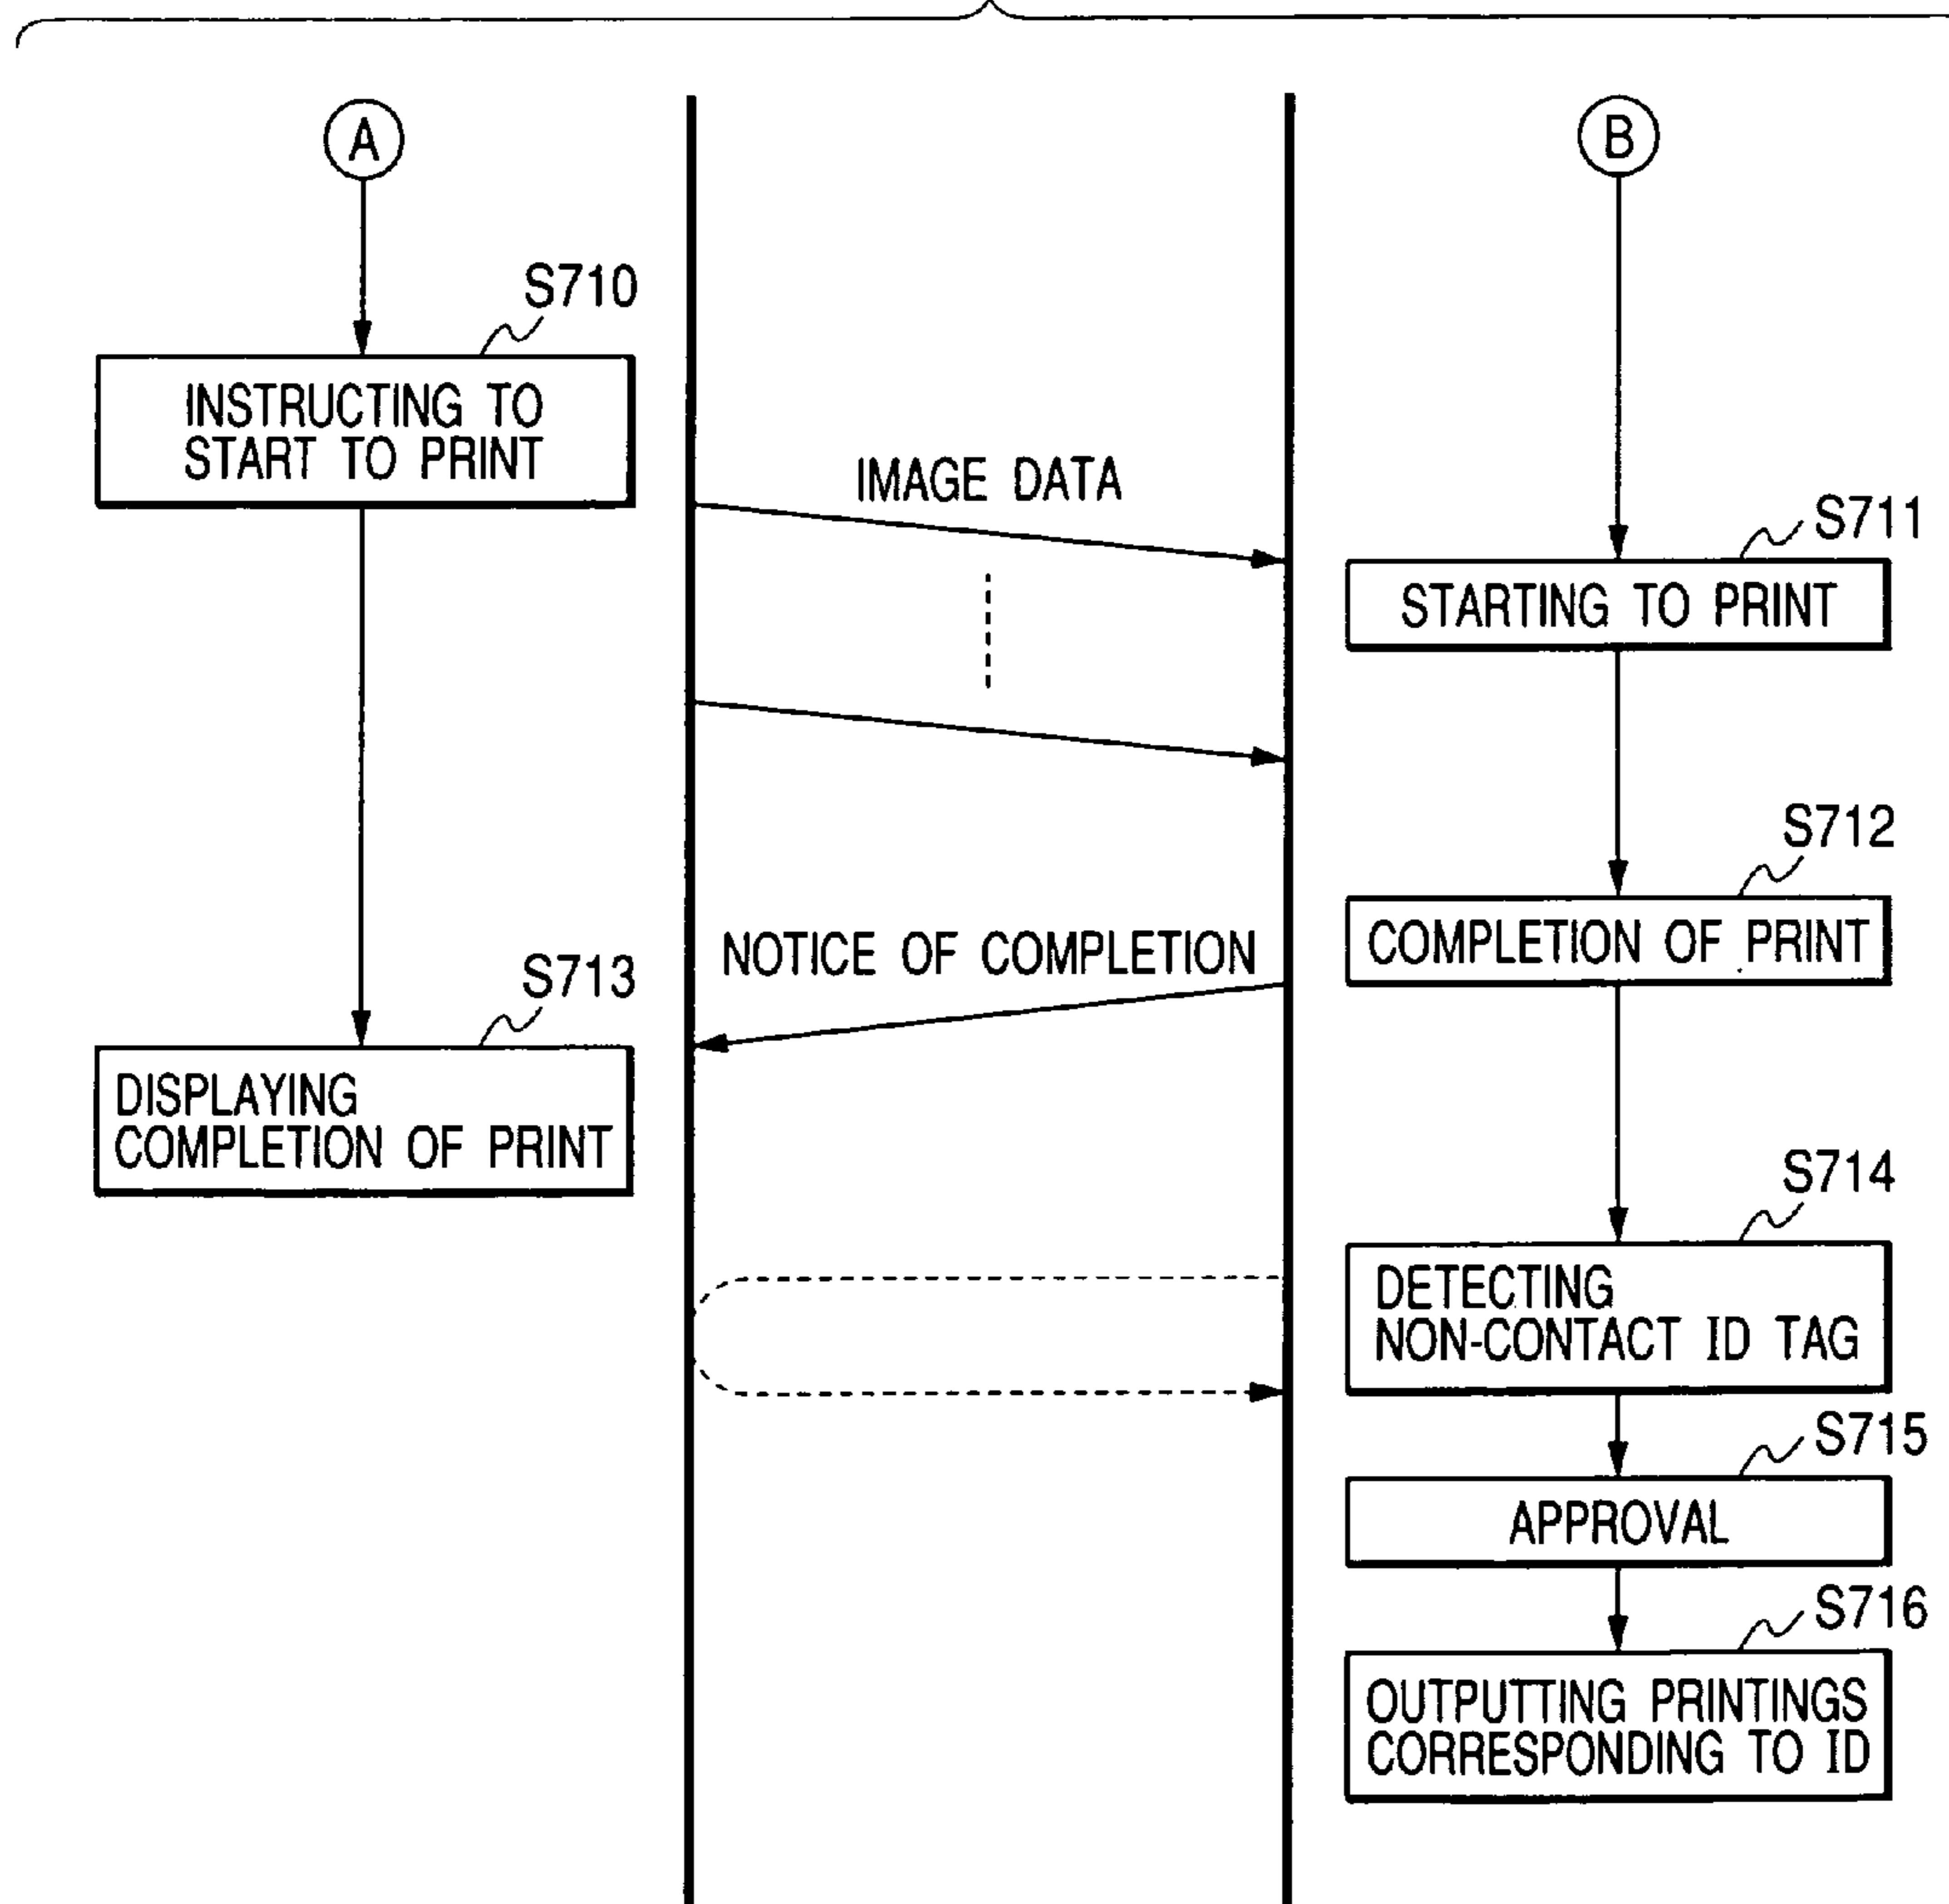 A
B
S710
INSTRUCTING TO
START TO PRINT
IMAGE DATA
S711
STARTING TO PRINT
S712
COMPLETION OF PRINT
NOTICE OF COMPLETION
S713
DISPLAYING
COMPLETION OF PRINT
S714
DETECTING
NON-CONTACT ID TAG
S715
APPROVAL
S716
OUTPUTTING PRINTINGS
CORRESPONDING TO ID